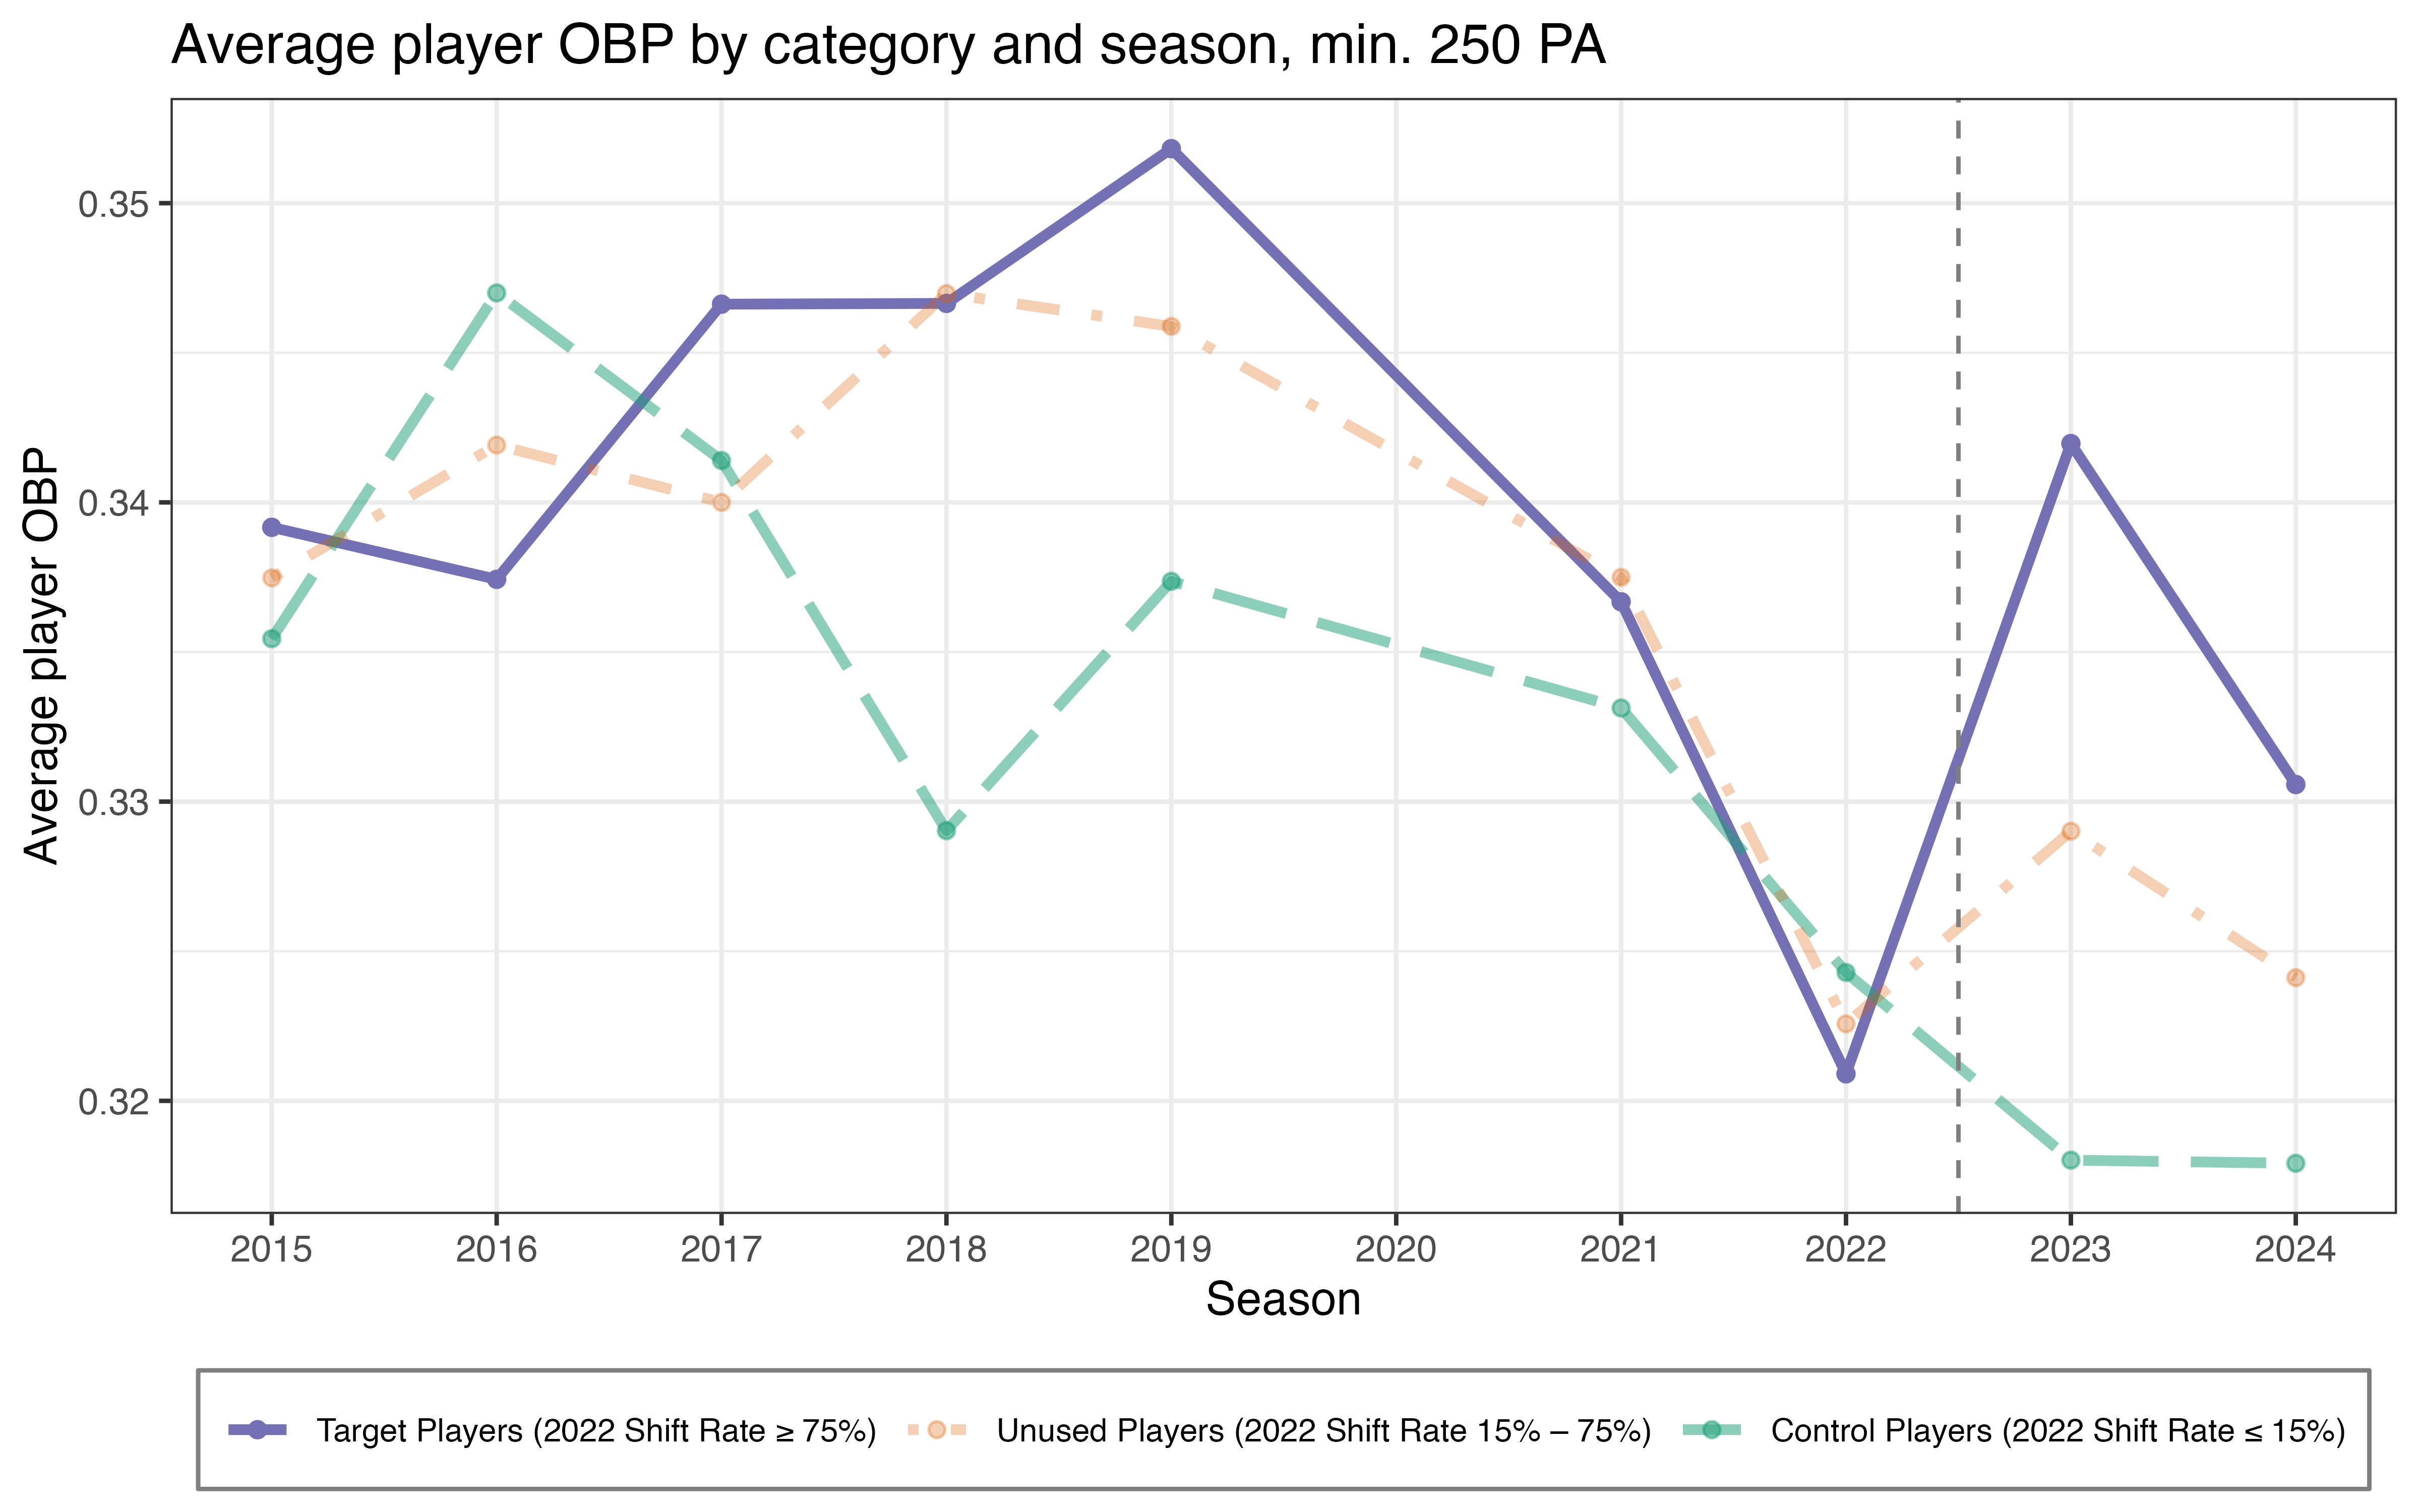 Average player OBP by category and season, min. 250 PA
Average player OBP
0.35
0.34
0.33
0.32
2015 2016 2017 2018 2019 2020 2021 2022 2023 2024
Season
Target Players (2022 Shift Rate ≥ 75%) Unused Players (2022 Shift Rate 15% – 75%) Control Players (2022 Shift Rate ≤ 15%)